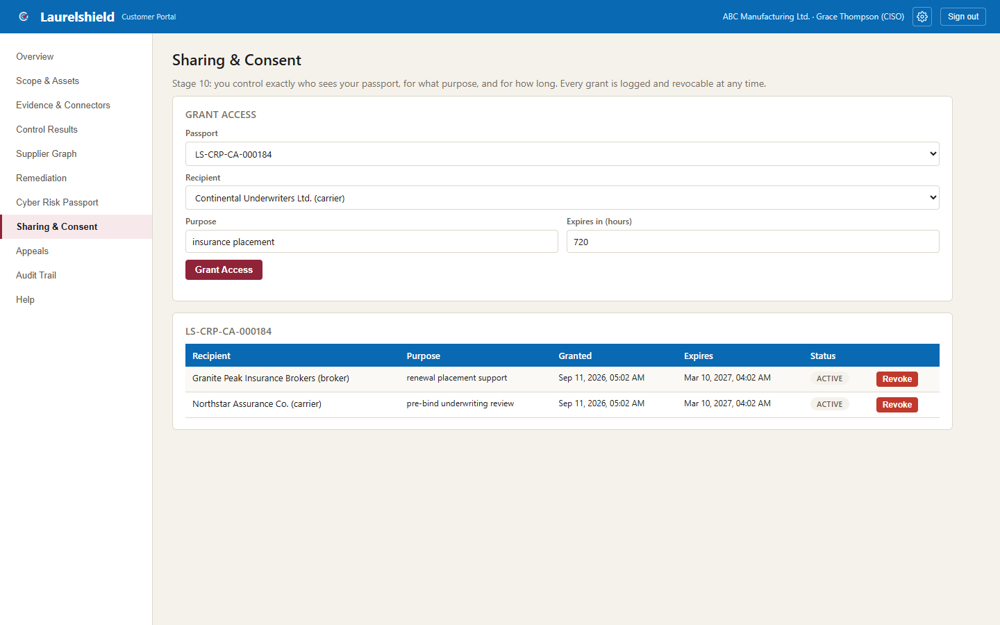 Laurelshield Customer Portal
ABC Manufacturing Ltd. · Grace Thompson (CISO) Sign out
Overview
Scope & Assets
Evidence & Connectors
Control Results
Supplier Graph
Remediation
Cyber Risk Passport
Sharing & Consent
Appeals
Audit Trail
Help
Sharing & Consent
Stage 10: you control exactly who sees your passport, for what purpose, and for how long. Every grant is logged and revocable at any time.
GRANT ACCESS
Passport
LS-CRP-CA-000184
Recipient
Continental Underwriters Ltd. (carrier)
Purpose Expires in (hours)
insurance placement 720
Grant Access
LS-CRP-CA-000184
Recipient Purpose Granted Expires Status
Granite Peak Insurance Brokers (broker) renewal placement support Sep 11, 2026, 05:02 AM Mar 10, 2027, 04:02 AM ACTIVE Revoke
Northstar Assurance Co. (carrier) pre-bind underwriting review Sep 11, 2026, 05:02 AM Mar 10, 2027, 04:02 AM ACTIVE Revoke